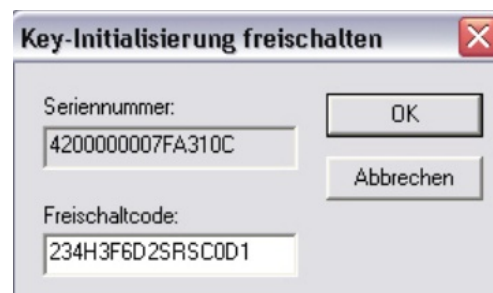 Key-Initialisierung freischalten
Seriennummer:
4200000007FA310C
OK
Abbrechen
Freischaltcode:
234H3F6D2SRSC0D1